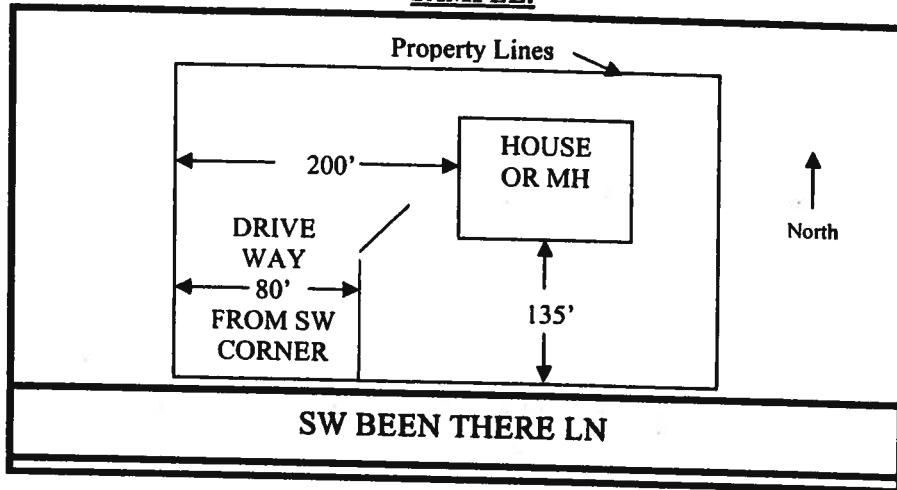 Property Lines
HOUSE
OR MH
200'
North
DRIVE
WAY
80'
FROM SW
CORNER
135'
SW BEEN THERE LN